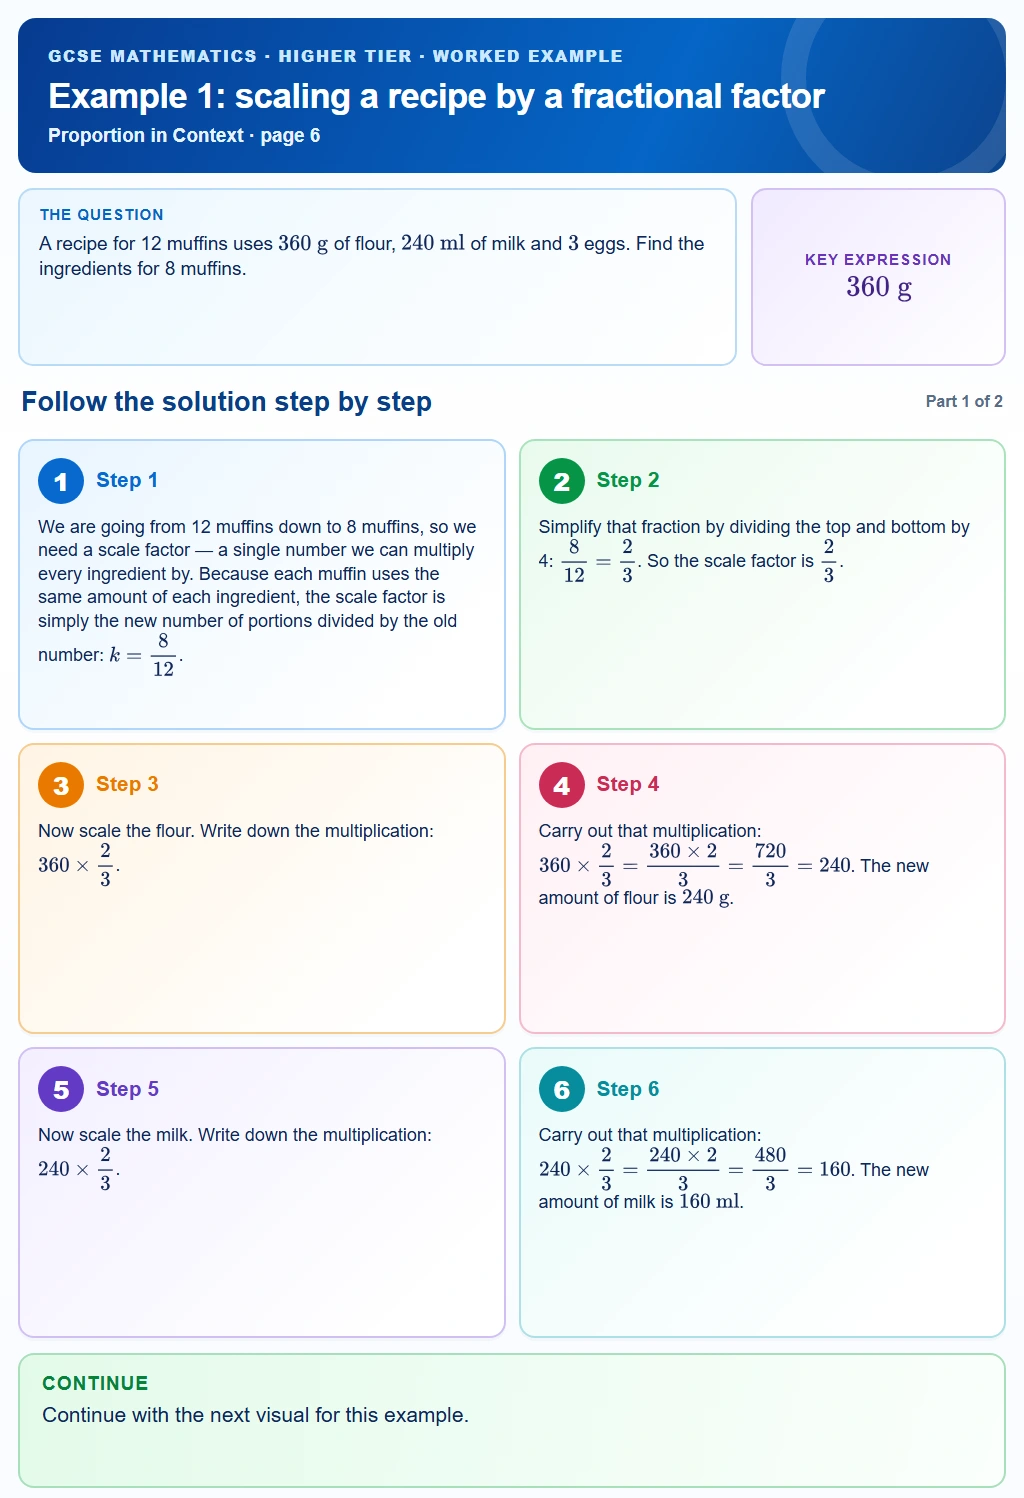 GCSE MATHEMATICS · HIGHER TIER · WORKED EXAMPLE
Example 1: scaling a recipe by a fractional factor
Proportion in Context · page 6
THE QUESTION
A recipe for 12 muffins uses 360 g of flour, 240 ml of milk and 3 eggs. Find the
ingredients for 8 muffins.
KEY EXPRESSION
360 g
Follow the solution step by step
Part 1 of 2
1 Step 1
We are going from 12 muffins down to 8 muffins, so we
need a scale factor — a single number we can multiply
every ingredient by. Because each muffin uses the
same amount of each ingredient, the scale factor is
simply the new number of portions divided by the old
number: k = 8/12.
2 Step 2
Simplify that fraction by dividing the top and bottom by
4: 8/12 = 2/3. So the scale factor is 2/3.
3 Step 3
Now scale the flour. Write down the multiplication:
360 × 2/3.
4 Step 4
Carry out that multiplication:
360 × 2/3 = 360 × 2/3 = 720/3 = 240. The new
amount of flour is 240 g.
5 Step 5
Now scale the milk. Write down the multiplication:
240 × 2/3.
6 Step 6
Carry out that multiplication:
240 × 2/3 = 240 × 2/3 = 480/3 = 160. The new
amount of milk is 160 ml.
CONTINUE
Continue with the next visual for this example.